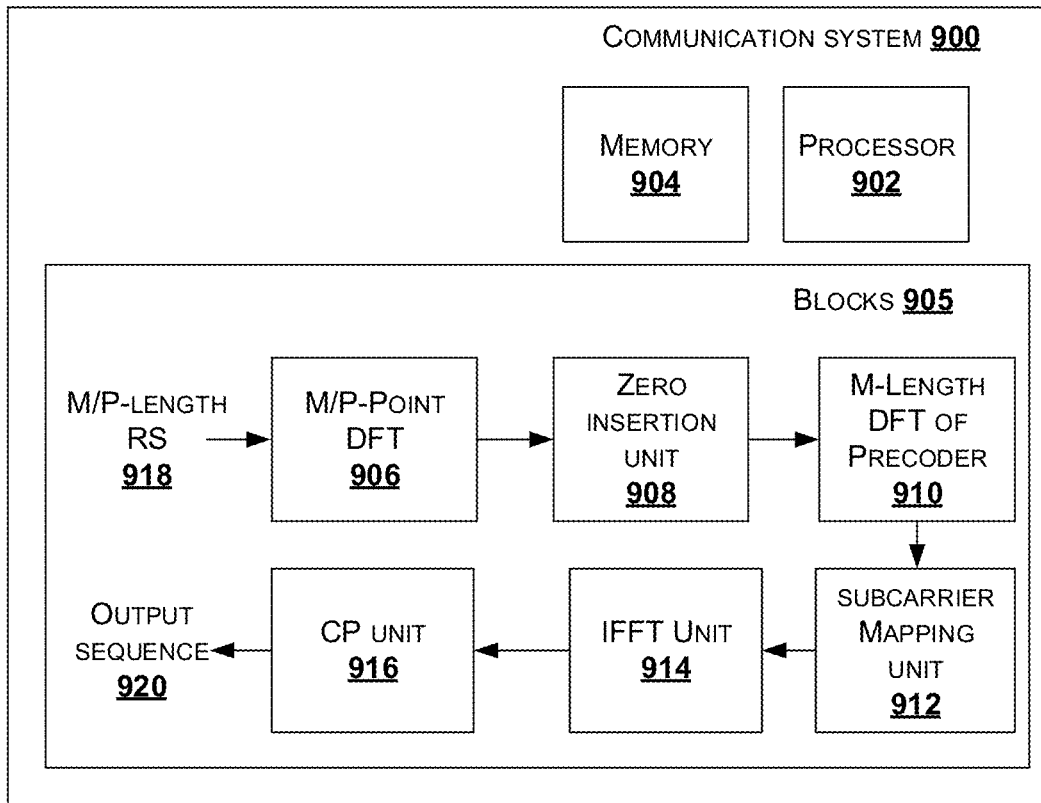 COMMUNICATION SYSTEM 900
MEMORY
904
PROCESSOR
902
BLOCKS 905
M/P-LENGTH
RS
918
M/P-POINT
DFT
906
ZERO
INSERTION
UNIT
908
M-LENGTH
DFT OF
PRECODER
910
SUBCARRIER
MAPPING
UNIT
912
IFFT UNIT
914
CP UNIT
916
OUTPUT
SEQUENCE
920